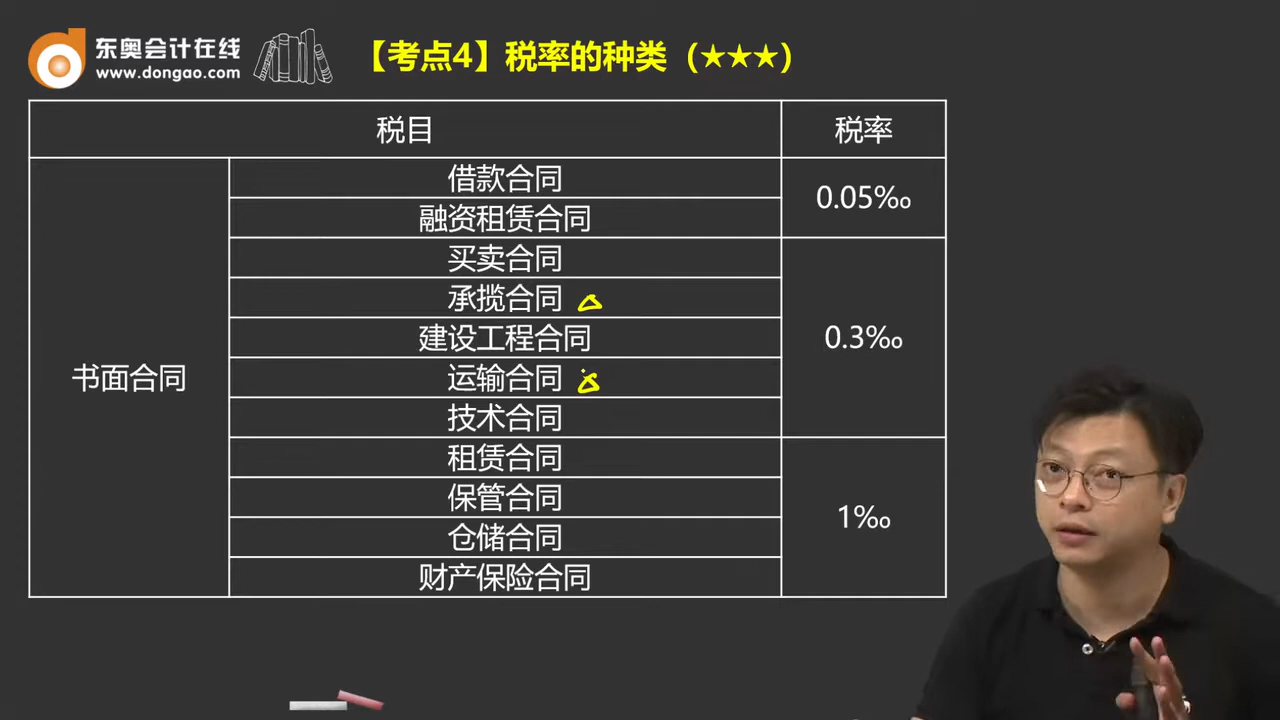 东奥会计在线
www.dongao.com
【考点4】税率的种类（★★★）
税目 税率
书面合同
借款合同
融资租赁合同
0.05‰
买卖合同
承揽合同
建设工程合同
运输合同
技术合同
0.3‰
租赁合同
保管合同
仓储合同
财产保险合同
1‰